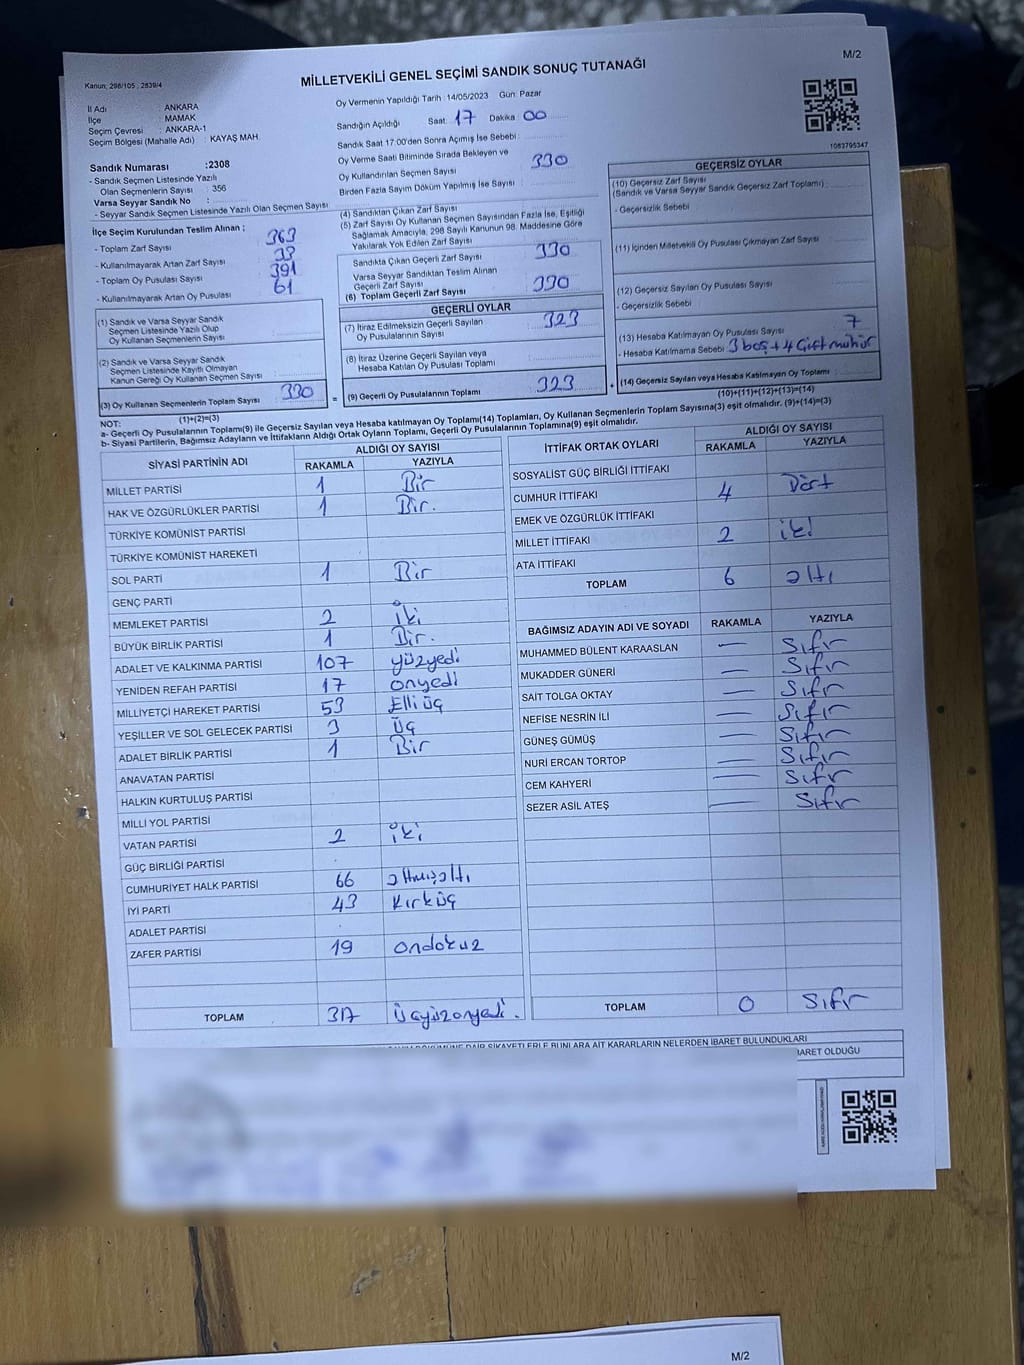 M/2
Kanun: 298/105 ; 2839/4
MİLLETVEKİLİ GENEL SEÇİMİ SANDIK SONUÇ TUTANAĞI
İl Adı : ANKARA
İlçe : MAMAK
Seçim Çevresi : ANKARA-1
Seçim Bölgesi (Mahalle Adı) : KAYAŞ MAH.
Oy Vermenin Yapıldığı Tarih : 14/05/2023 Gün: Pazar
Sandığın Açıldığı Saat: 17 Dakika: 00
Sandık Saat 17:00'den Sonra Açımış İse Sebebi :
Oy Verme Saati Bitiminde Sırada Bekleyen ve
Oy Kullandırılan Seçmen Sayısı : 330
Birden Fazla Sayım Döküm Yapılmış İse Sayısı :
1083795347
Sandık Numarası :2308
- Sandık Seçmen Listesinde Yazılı
Olan Seçmenlerin Sayısı : 356
Varsa Seyyar Sandık No :
- Seyyar Sandık Seçmen Listesinde Yazılı Olan Seçmen Sayısı
İlçe Seçim Kurulundan Teslim Alınan ;
- Toplam Zarf Sayısı 363
- Kullanılmayarak Artan Zarf Sayısı 33
- Toplam Oy Pusulası Sayısı 391
- Kullanılmayarak Artan Oy Pusulası 61
(1) Sandık ve Varsa Seyyar Sandık
Seçmen Listesinde Yazılı Olup
Oy Kullanan Seçmenlerin Sayısı
(2) Sandık ve Varsa Seyyar Sandık
Seçmen Listesinde Kayıtlı Olmayan
Kanun Gereği Oy Kullanan Seçmen Sayısı :
(3) Oy Kullanan Seçmenlerin Toplam Sayısı 330
(1)+(2)=(3)
(4) Sandıktan Çıkan Zarf Sayısı
(5) Zarf Sayısı Oy Kullanan Seçmen Sayısından Fazla İse, Eşitliği
Sağlamak Amacıyla, 298 Sayılı Kanunun 98. Maddesine Göre
Yakılarak Yok Edilen Zarf Sayısı
Sandıkta Çıkan Geçerli Zarf Sayısı 330
Varsa Seyyar Sandıktan Teslim Alınan
Geçerli Zarf Sayısı
(6) Toplam Geçerli Zarf Sayısı 330
GEÇERLİ OYLAR
(7) İtiraz Edilmeksizin Geçerli Sayılan
Oy Pusulalarının Sayısı : 323
(8) İtiraz Üzerine Geçerli Sayılan veya
Hesaba Katılan Oy Pusulası Toplamı
= (9) Geçerli Oy Pusulalarının Toplamı 323
GEÇERSİZ OYLAR
(10) Geçersiz Zarf Sayısı
(Sandık ve Varsa Seyyar Sandık Geçersiz Zarf Toplamı) :
- Geçersizlik Sebebi
(11) İçinden Milletvekili Oy Pusulası Çıkmayan Zarf Sayısı
(12) Geçersiz Sayılan Oy Pusulası Sayısı
- Geçersizlik Sebebi
(13) Hesaba Katılmayan Oy Pusulası Sayısı 7
- Hesaba Katılmama Sebebi 3 boş + 4 Çift mühür
+ (14) Geçersiz Sayılan veya Hesaba Katılmayan Oy Toplamı
(10)+(11)+(12)+(13)=(14)
NOT:
a- Geçerli Oy Pusulalarının Toplamı(9) ile Geçersiz Sayılan veya Hesaba katılmayan Oy Toplamı(14) Toplamları, Oy Kullanan Seçmenlerin Toplam Sayısına(3) eşit olmalıdır. (9)+(14)=(3)
b- Siyasi Partilerin, Bağımsız Adayların ve İttifakların Aldığı Ortak Oyların Toplamı, Geçerli Oy Pusulalarının Toplamına(9) eşit olmalıdır.
SİYASİ PARTİNİN ADI ALDIĞI OY SAYISI
RAKAMLA YAZIYLA
MİLLET PARTİSİ 1 Bir
HAK VE ÖZGÜRLÜKLER PARTİSİ 1 Bir.
TÜRKİYE KOMÜNİST PARTİSİ
TÜRKİYE KOMÜNİST HAREKETİ
SOL PARTİ 1 Bir
GENÇ PARTİ
MEMLEKET PARTİSİ 2 iki
BÜYÜK BİRLİK PARTİSİ 1 Bir.
ADALET VE KALKINMA PARTİSİ 107 yüzyedi
YENİDEN REFAH PARTİSİ 17 onyedi
MİLLİYETÇİ HAREKET PARTİSİ 53 Elli üç
YEŞİLLER VE SOL GELECEK PARTİSİ 3 Üç
ADALET BİRLİK PARTİSİ 1 Bir
ANAVATAN PARTİSİ
HALKIN KURTULUŞ PARTİSİ
MİLLİ YOL PARTİSİ
VATAN PARTİSİ 2 iki
GÜÇ BİRLİĞİ PARTİSİ
CUMHURİYET HALK PARTİSİ 66 altmışaltı
İYİ PARTİ 43 Kırküç
ADALET PARTİSİ
ZAFER PARTİSİ 19 ondokuz
TOPLAM 317 Üçyüzonyedi.
İTTİFAK ORTAK OYLARI ALDIĞI OY SAYISI
RAKAMLA YAZIYLA
SOSYALİST GÜÇ BİRLİĞİ İTTİFAKI
CUMHUR İTTİFAKI 4 Dört
EMEK VE ÖZGÜRLÜK İTTİFAKI
MİLLET İTTİFAKI 2 iki
ATA İTTİFAKI
TOPLAM 6 altı
BAĞIMSIZ ADAYIN ADI VE SOYADI RAKAMLA YAZIYLA
MUHAMMED BÜLENT KARAASLAN — Sıfır
MUKADDER GÜNERİ — Sıfır
SAİT TOLGA OKTAY — Sıfır
NEFİSE NESRİN İLİ — Sıfır
GÜNEŞ GÜMÜŞ — Sıfır
NURİ ERCAN TORTOP — Sıfır
CEM KAHYERİ — Sıfır
SEZER ASİL ATEŞ — Sıfır
TOPLAM 0 Sıfır
DAİR ŞİKAYETLERLE BUNLARA AİT KARARLARIN NELERDEN İBARET BULUNDUKLARI
BARET OLDUĞU
M/2